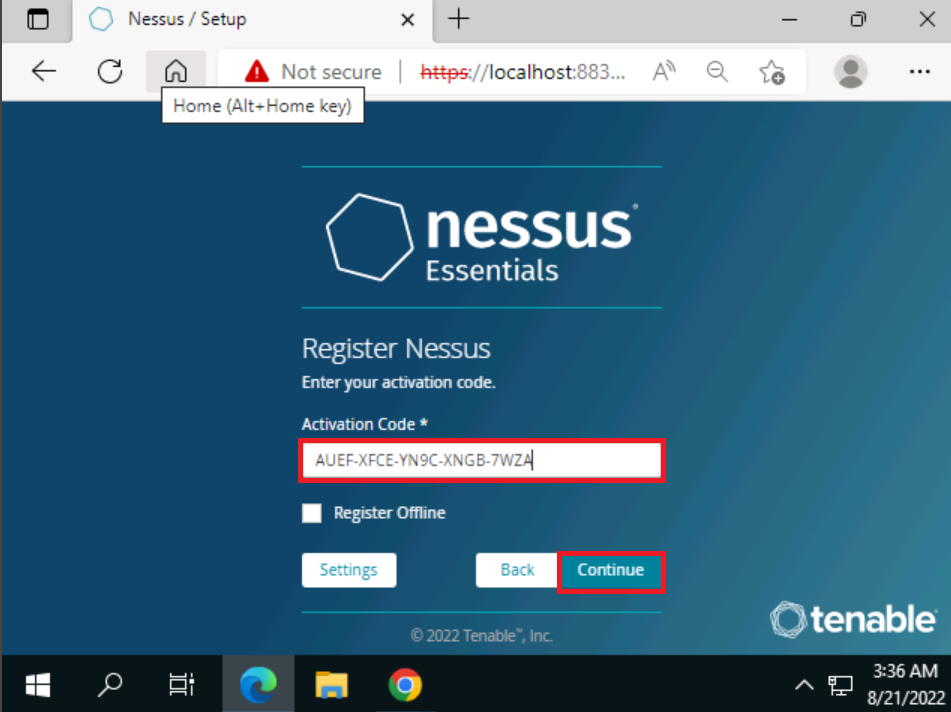 Nessus / Setup
Not secure | https://localhost:883...
Home (Alt+Home key)
nessus
Essentials
Register Nessus
Enter your activation code.
Activation Code *
AUEF-XFCE-YN9C-XNGB-7WZA
Register Offline
Settings Back Continue
tenable
© 2022 Tenable™, Inc.
3:36 AM
8/21/2022